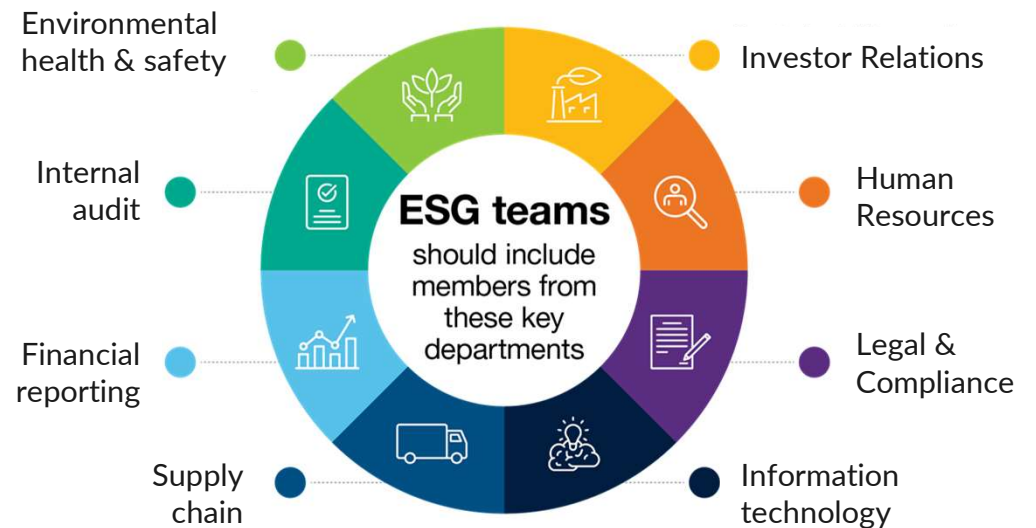 Environmental
health & safety
Investor Relations
Internal
audit
Human
Resources
ESG teams
should include
members from
these key
departments
Financial
reporting
Legal &
Compliance
Supply
chain
Information
technology